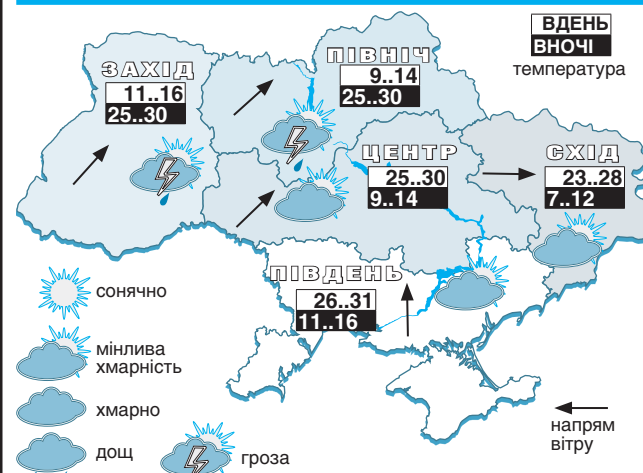 ВДЕНЬ
ВНОЧІ
температура
ПІВНІЧ
9..14
25..30
ЗАХІД
11..16
25..30
ЦЕНТР
25..30
9..14
СХІД
23..28
7..12
ПІВДЕНЬ
26..31
11..16
сонячно
мінлива
хмарність
хмарно
дощ
гроза
напрям
вітру